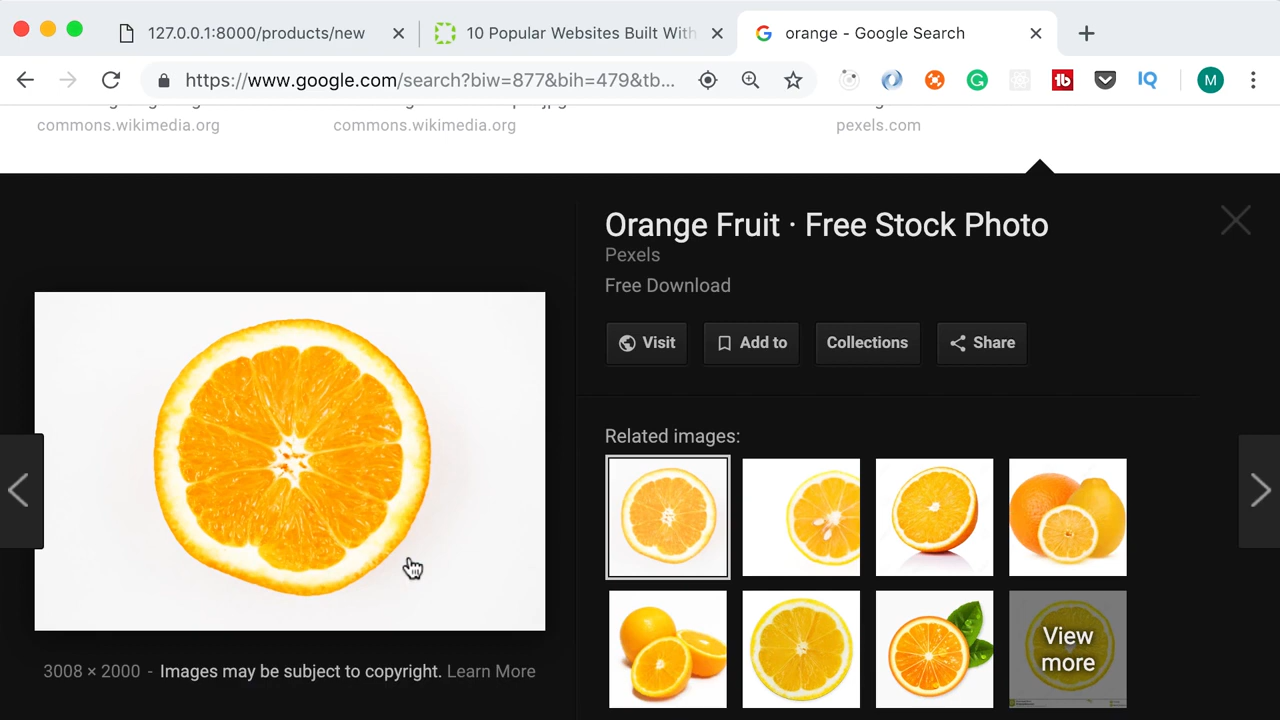 127.0.0.1:8000/products/new
10 Popular Websites Built With
orange - Google Search
https://www.google.com/search?biw=877&bih=479&tb...
IQ
M
commons.wikimedia.org
commons.wikimedia.org
pexels.com
Orange Fruit · Free Stock Photo
Pexels
Free Download
Visit
Add to
Collections
Share
Related images:
View
more
3008 × 2000 - Images may be subject to copyright. Learn More